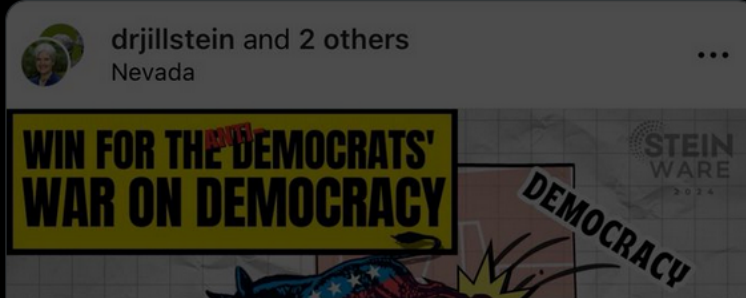 drjillstein and 2 others
Nevada
ANTI-
WIN FOR THE DEMOCRATS'
WAR ON DEMOCRACY
STEIN
WARE
2024
DEMOCRACY